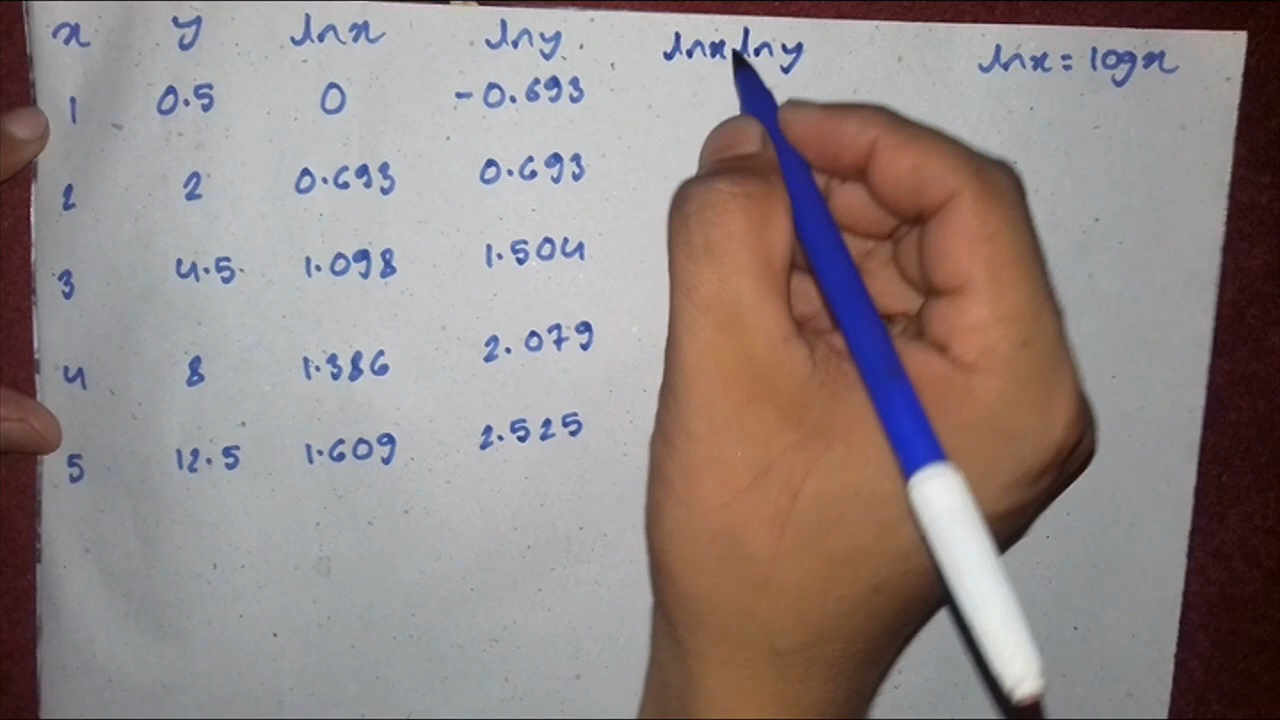 x y lnx lny lnx lny lnx = logx
1 0.5 0 -0.693
2 2 0.693 0.693
3 4.5 1.098 1.504
4 8 1.386 2.079
5 12.5 1.609 2.525